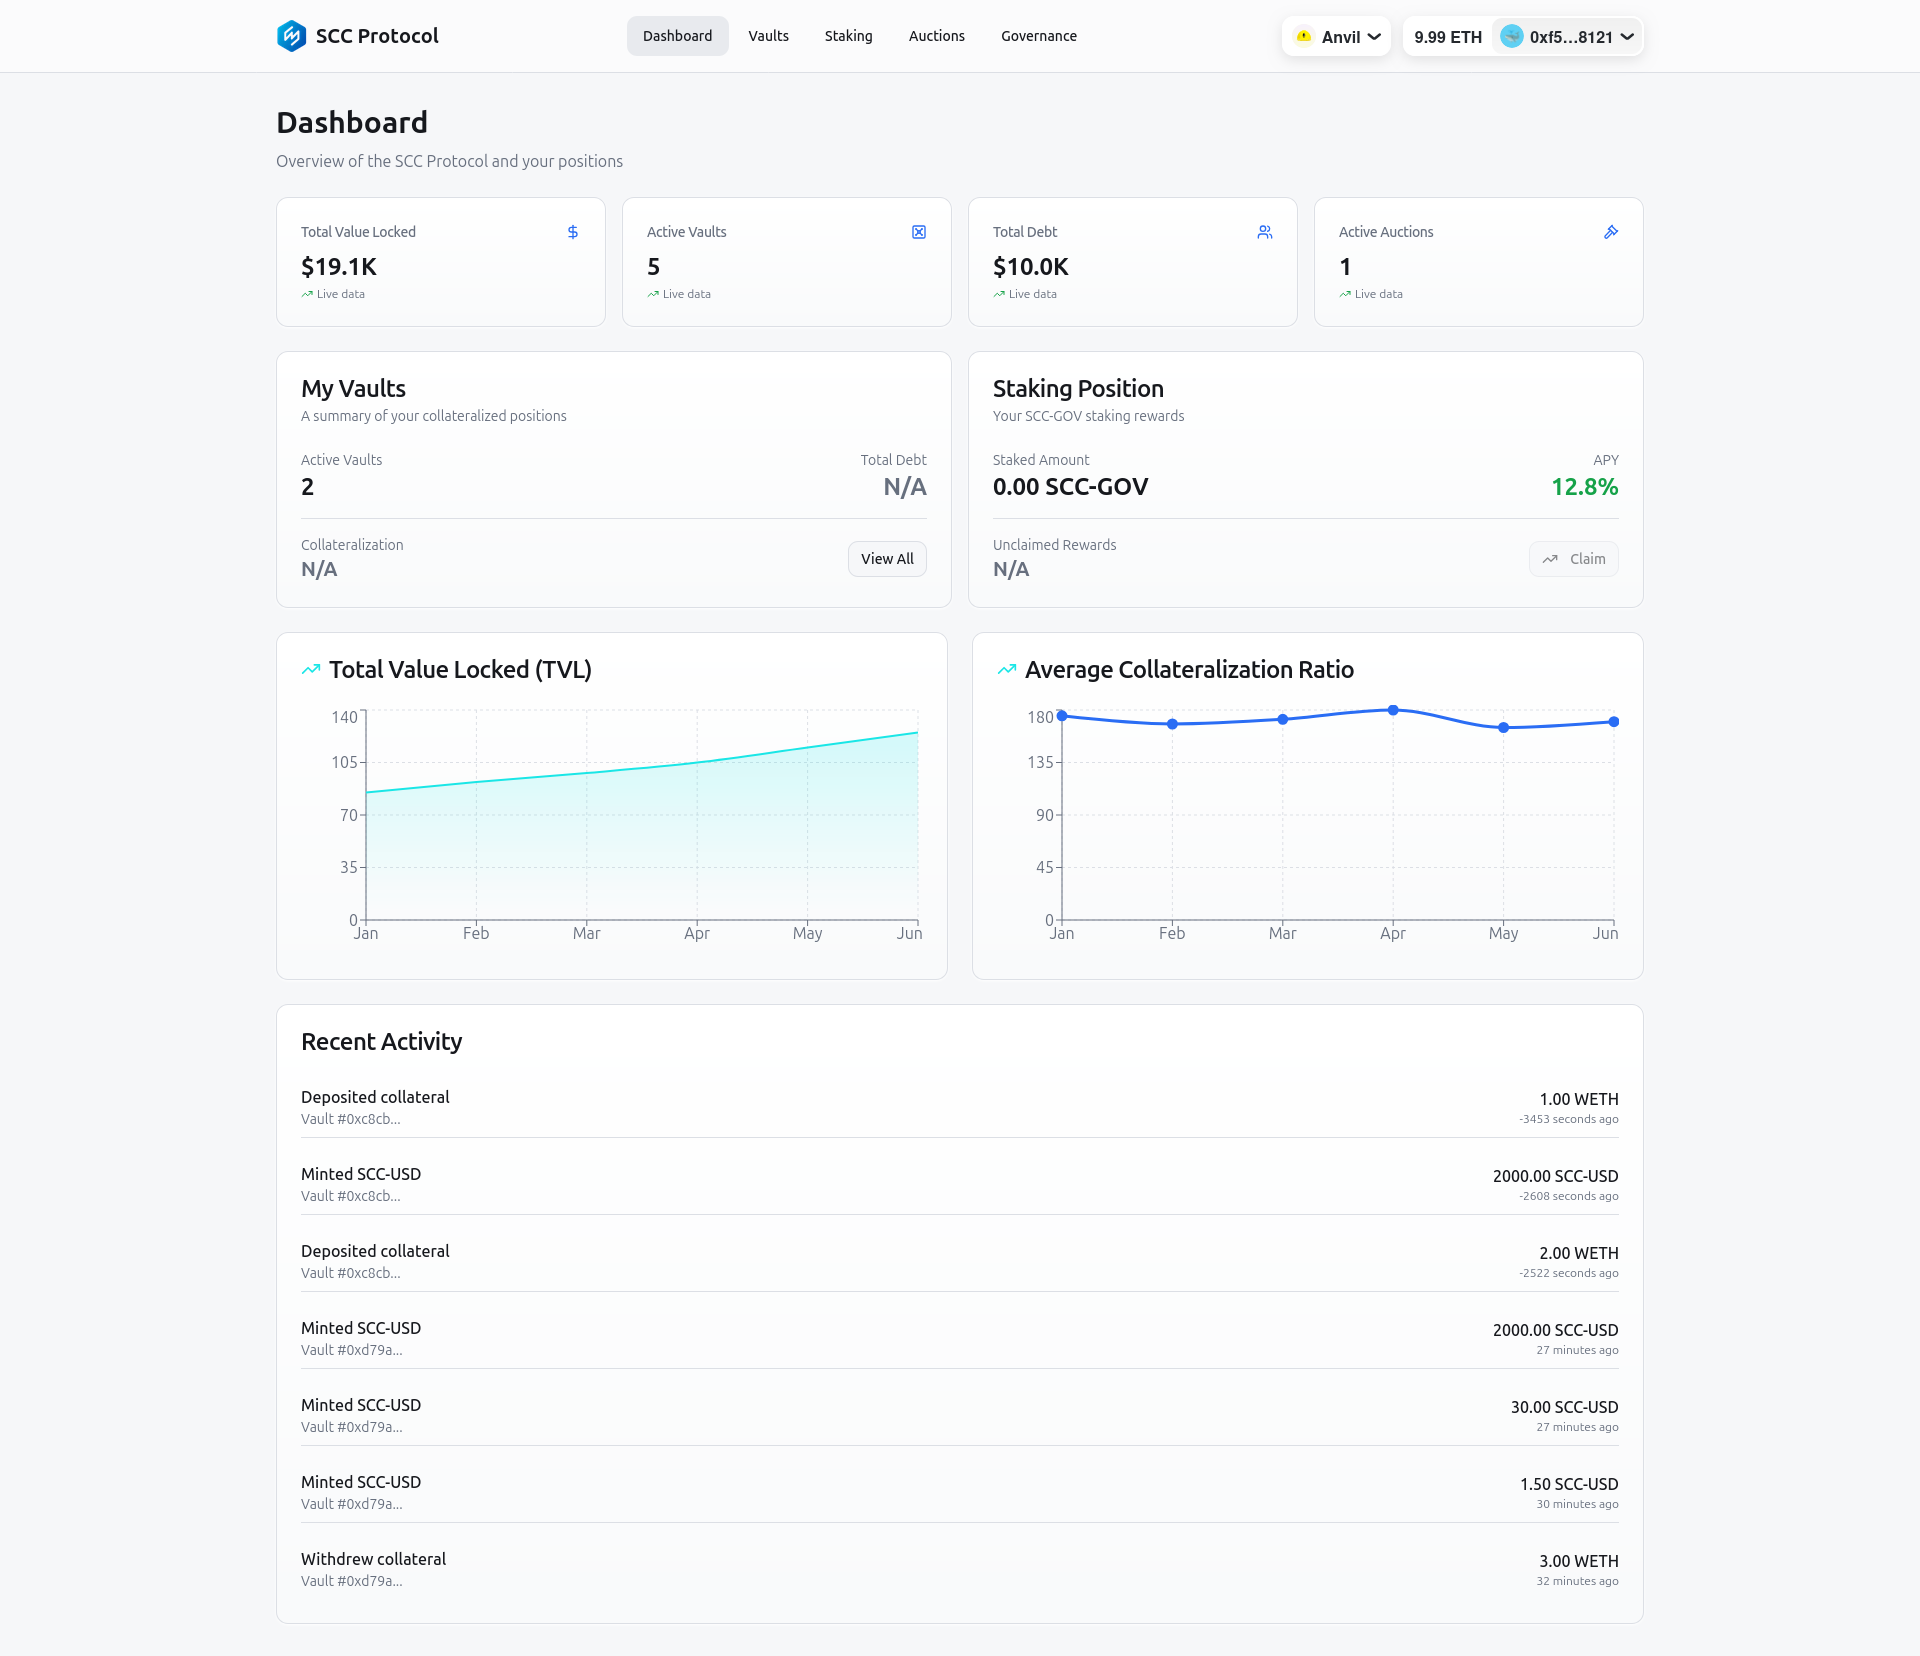 SCC Protocol
Dashboard Vaults Staking Auctions Governance
Anvil
9.99 ETH 0xf5...8121
Dashboard
Overview of the SCC Protocol and your positions
Total Value Locked
$19.1K
Live data
Active Vaults
5
Live data
Total Debt
$10.0K
Live data
Active Auctions
1
Live data
My Vaults
A summary of your collateralized positions
Active Vaults Total Debt
2 N/A
Collateralization
N/A
View All
Staking Position
Your SCC-GOV staking rewards
Staked Amount APY
0.00 SCC-GOV 12.8%
Unclaimed Rewards
N/A
Claim
Total Value Locked (TVL)
140
105
70
35
0
Jan Feb Mar Apr May Jun
Average Collateralization Ratio
180
135
90
45
0
Jan Feb Mar Apr May Jun
Recent Activity
Deposited collateral 1.00 WETH
Vault #0xc8cb... -3453 seconds ago
Minted SCC-USD 2000.00 SCC-USD
Vault #0xc8cb... -2608 seconds ago
Deposited collateral 2.00 WETH
Vault #0xc8cb... -2522 seconds ago
Minted SCC-USD 2000.00 SCC-USD
Vault #0xd79a... 27 minutes ago
Minted SCC-USD 30.00 SCC-USD
Vault #0xd79a... 27 minutes ago
Minted SCC-USD 1.50 SCC-USD
Vault #0xd79a... 30 minutes ago
Withdrew collateral 3.00 WETH
Vault #0xd79a... 32 minutes ago